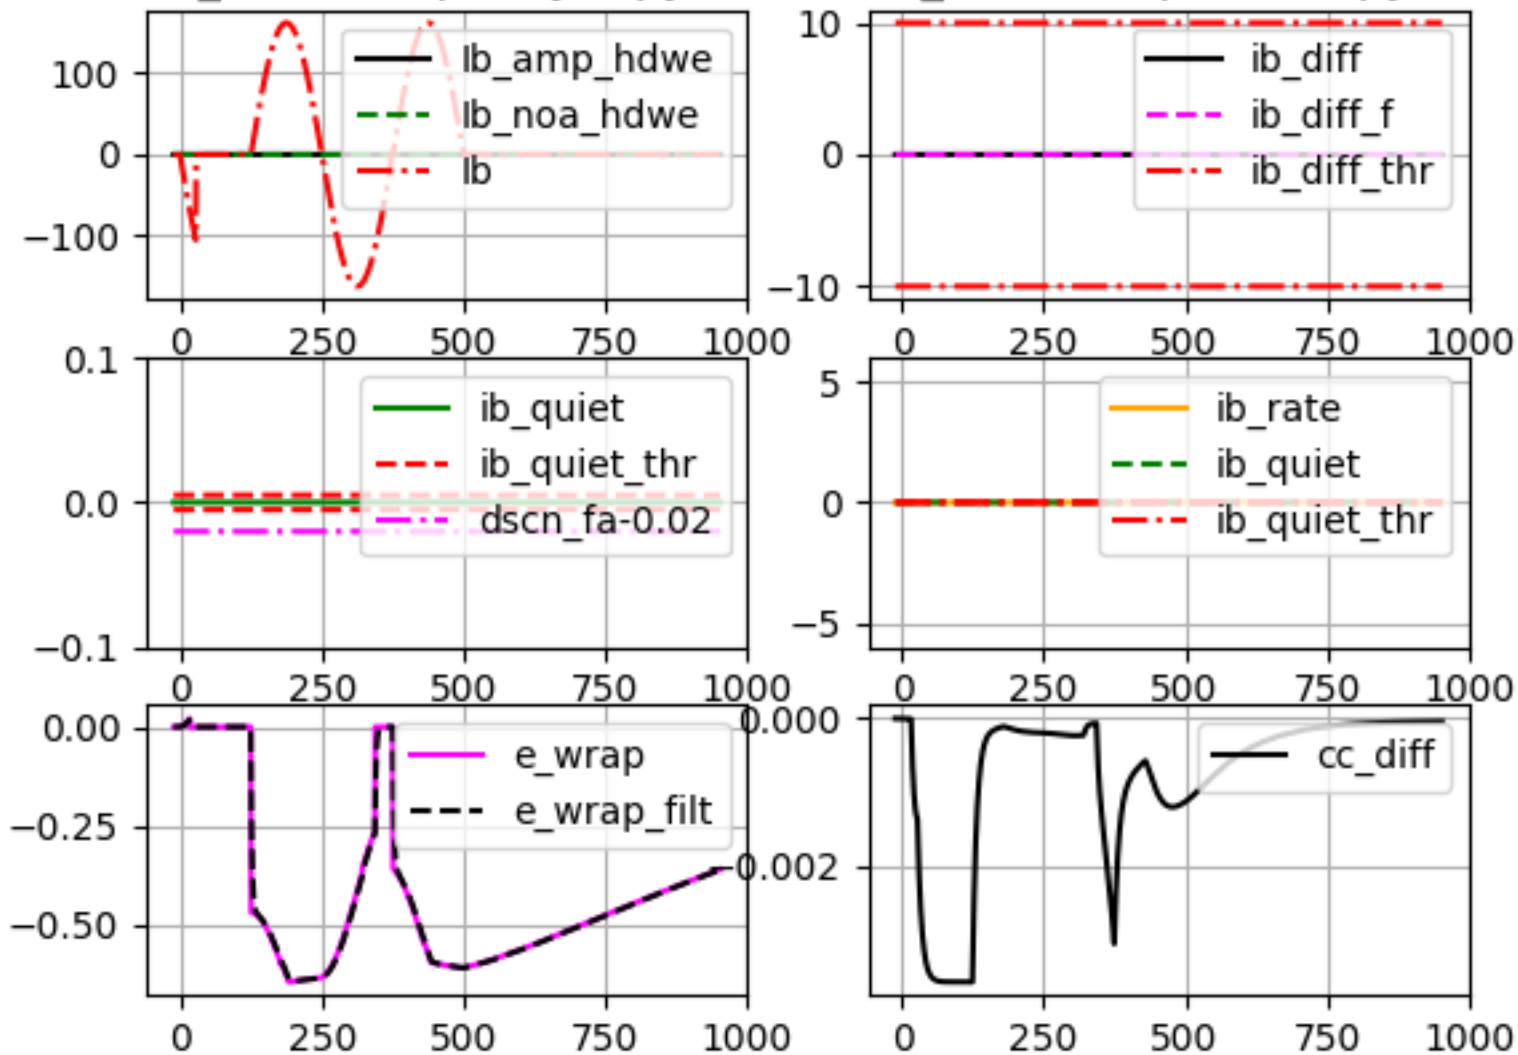 100
0
−100
Ib_amp_hdwe
Ib_noa_hdwe
Ib
0 250 500 750 1000
10
0
−10
ib_diff
ib_diff_f
ib_diff_thr
0 250 500 750 1000
0.1
0.0
−0.1
ib_quiet
ib_quiet_thr
dscn_fa-0.02
0 250 500 750 1000
5
0
−5
ib_rate
ib_quiet
ib_quiet_thr
0 250 500 750 1000
0.00
−0.25
−0.50
e_wrap
e_wrap_filt
0 250 500 750 1000
0.000
−0.002
cc_diff
0 250 500 750 1000